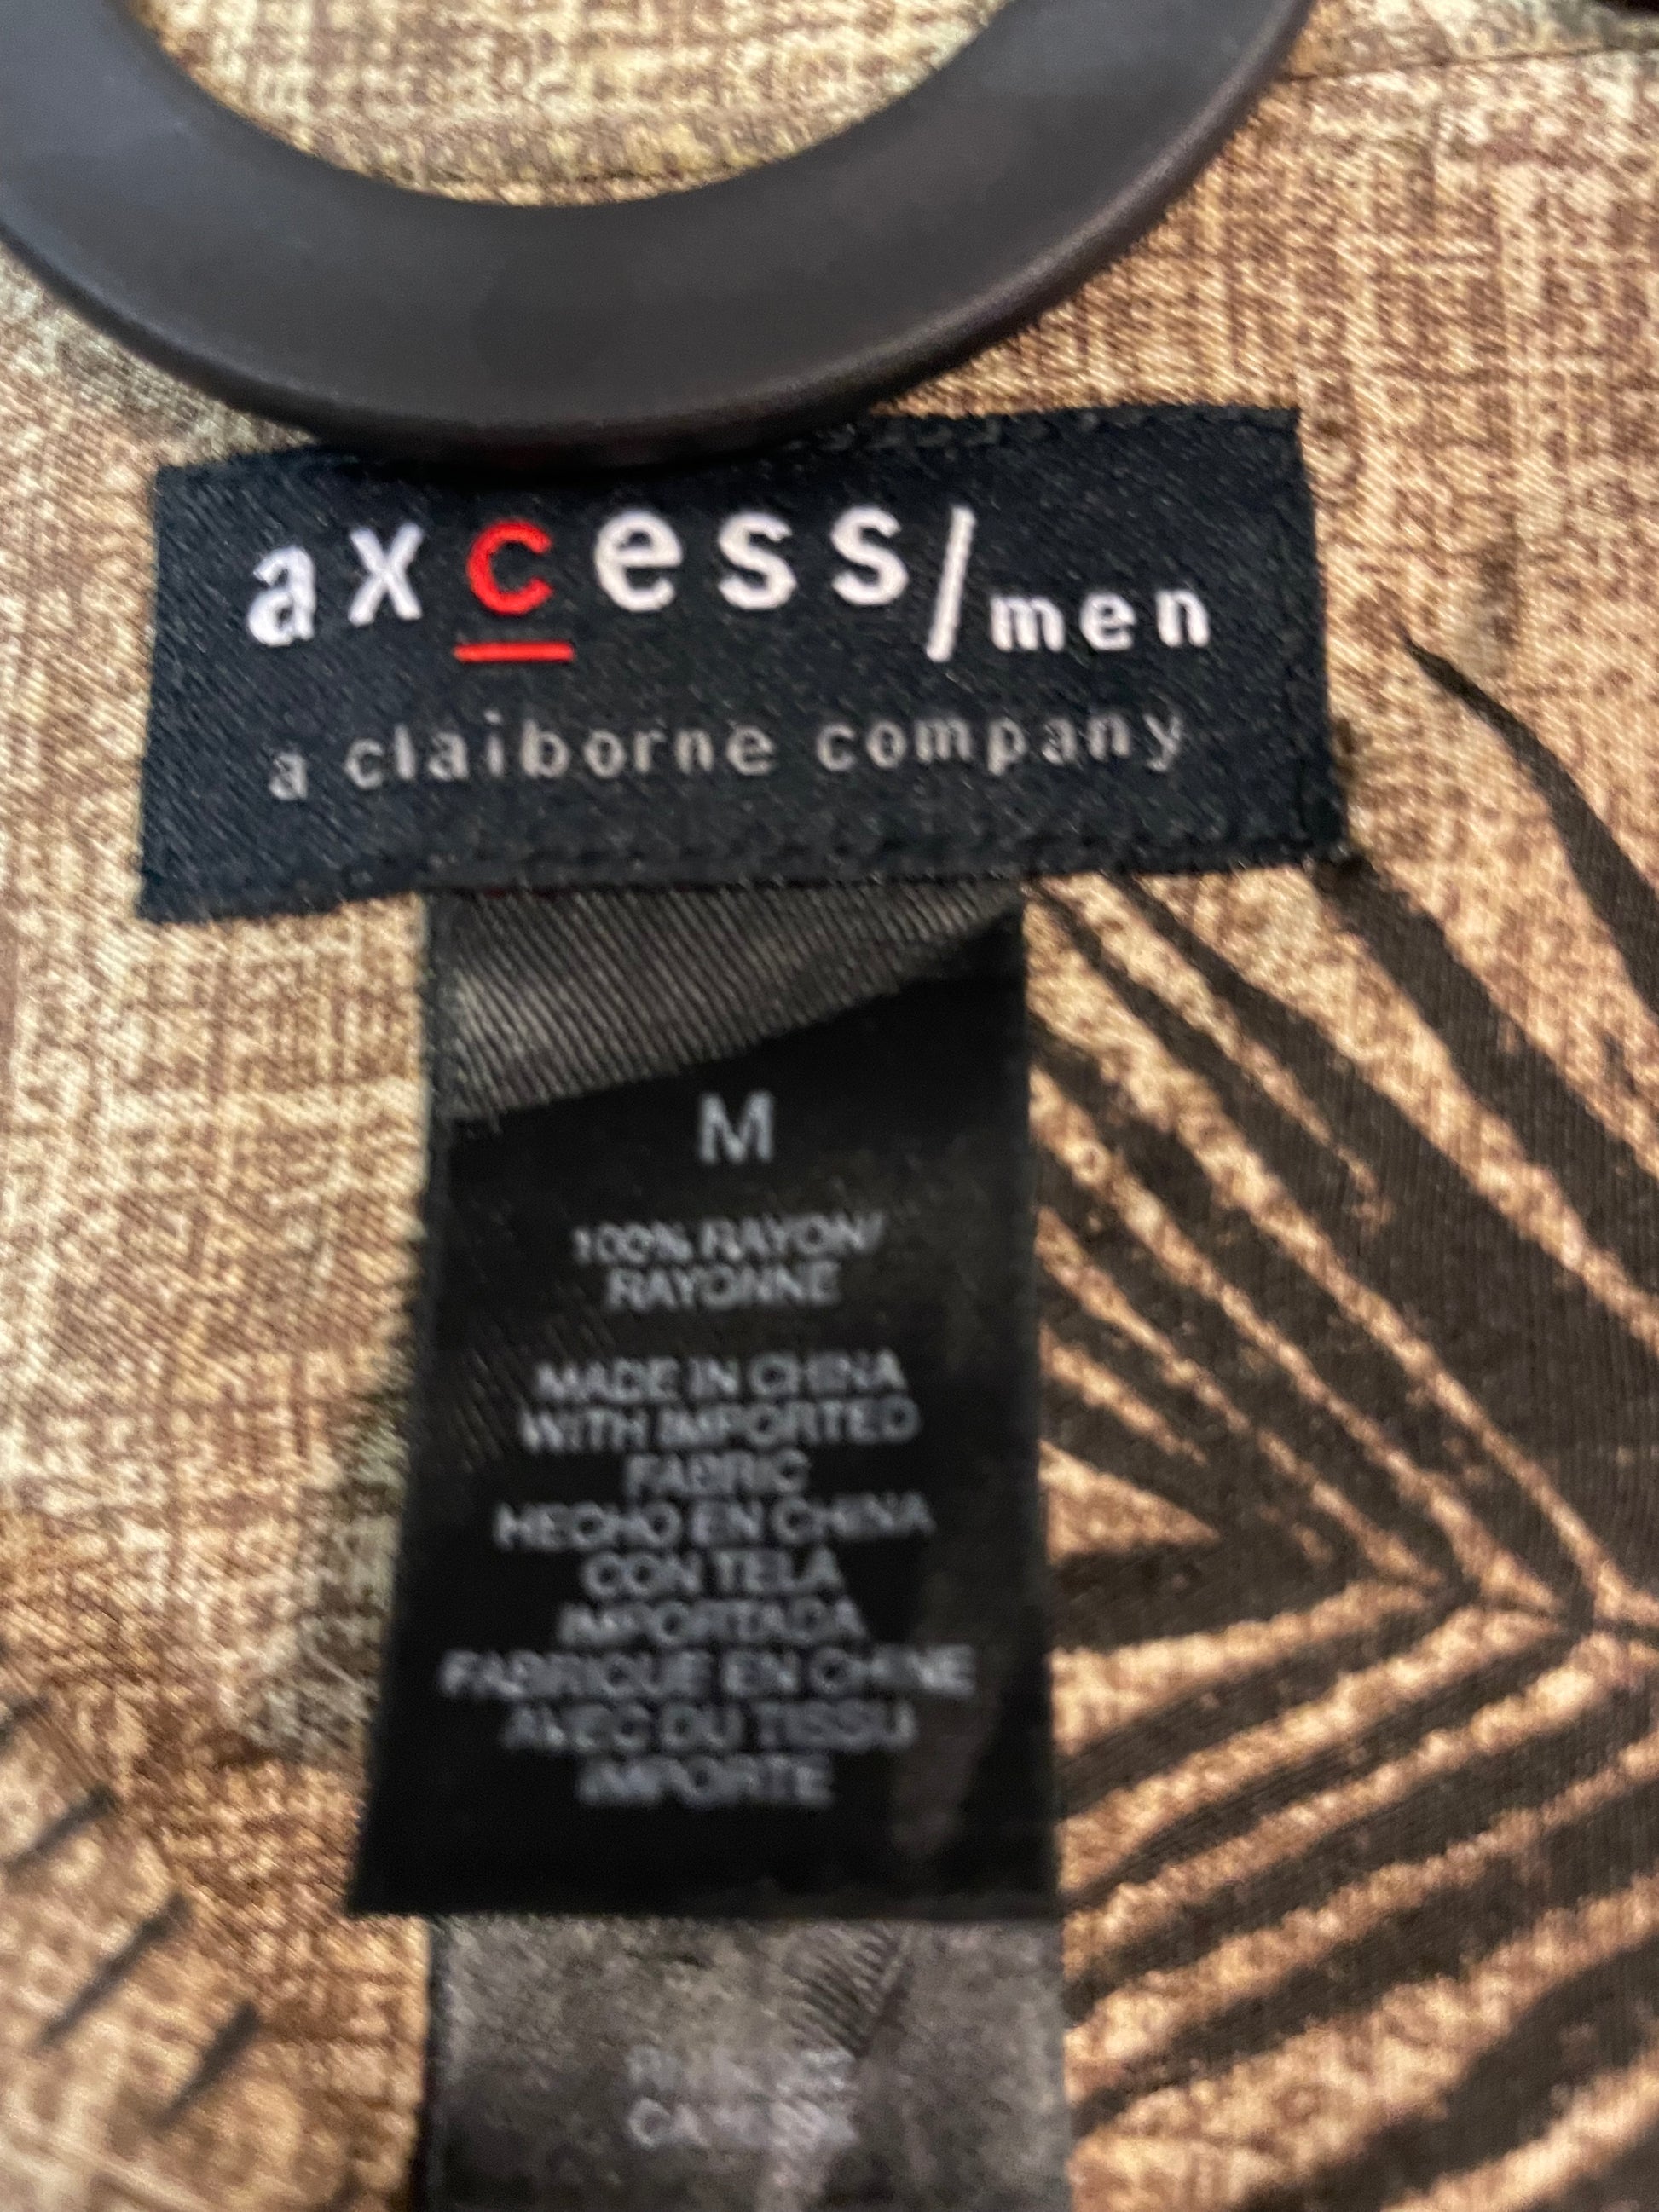 axcess/men
a claiborne company
M
100% RAYON/
RAYONNE
MADE IN CHINA
WITH IMPORTED
FABRIC
HECHO EN CHINA
CON TELA
IMPORTADA
FABRIQUE EN CHINE
AVEC DU TISSU
IMPORTE